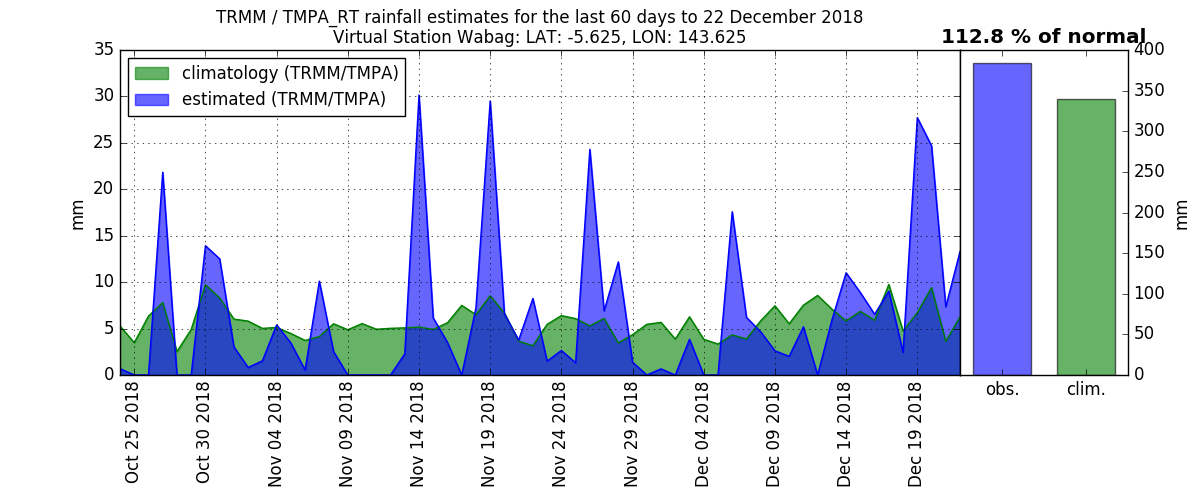 TRMM / TMPA_RT rainfall estimates for the last 60 days to 22 December 2018
Virtual Station Wabag: LAT: -5.625, LON: 143.625
112.8 % of normal
climatology (TRMM/TMPA)
estimated (TRMM/TMPA)
35
30
25
20
15
10
5
0
mm
400
350
300
250
200
150
100
50
0
mm
obs.
clim.
Oct 25 2018
Oct 30 2018
Nov 04 2018
Nov 09 2018
Nov 14 2018
Nov 19 2018
Nov 24 2018
Nov 29 2018
Dec 04 2018
Dec 09 2018
Dec 14 2018
Dec 19 2018